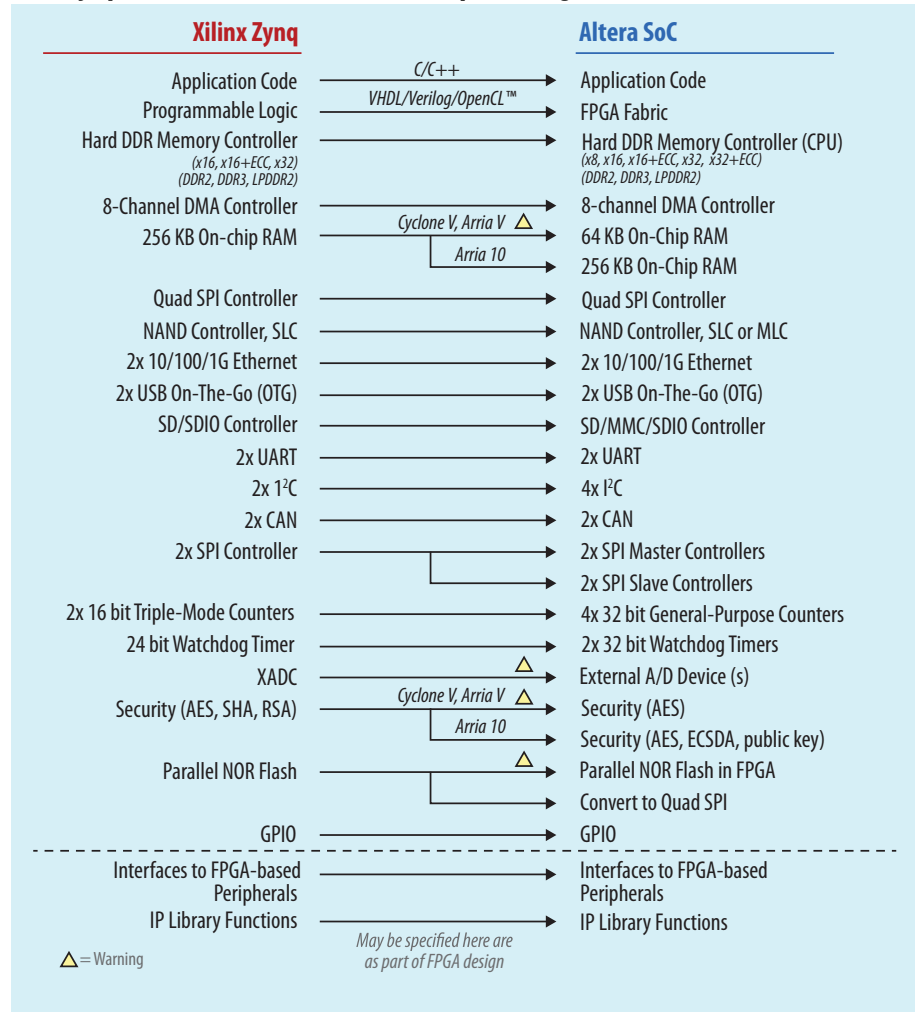 Xilinx Zynq Altera SoC
Application Code C/C++ Application Code
Programmable Logic VHDL/Verilog/OpenCL™ FPGA Fabric
Hard DDR Memory Controller Hard DDR Memory Controller (CPU)
(x16, x16+ECC, x32) (x8, x16, x16+ECC, x32, x32+ECC)
(DDR2, DDR3, LPDDR2) (DDR2, DDR3, LPDDR2)
8-Channel DMA Controller 8-channel DMA Controller
256 KB On-chip RAM Cyclone V, Arria V 64 KB On-Chip RAM
Arria 10 256 KB On-Chip RAM
Quad SPI Controller Quad SPI Controller
NAND Controller, SLC NAND Controller, SLC or MLC
2x 10/100/1G Ethernet 2x 10/100/1G Ethernet
2x USB On-The-Go (OTG) 2x USB On-The-Go (OTG)
SD/SDIO Controller SD/MMC/SDIO Controller
2x UART 2x UART
2x 1²C 4x I²C
2x CAN 2x CAN
2x SPI Controller 2x SPI Master Controllers
2x SPI Slave Controllers
2x 16 bit Triple-Mode Counters 4x 32 bit General-Purpose Counters
24 bit Watchdog Timer 2x 32 bit Watchdog Timers
XADC External A/D Device (s)
Security (AES, SHA, RSA) Cyclone V, Arria V Security (AES)
Arria 10 Security (AES, ECSDA, public key)
Parallel NOR Flash Parallel NOR Flash in FPGA
Convert to Quad SPI
GPIO GPIO
Interfaces to FPGA-based Interfaces to FPGA-based
Peripherals Peripherals
IP Library Functions IP Library Functions
May be specified here are
as part of FPGA design
= Warning